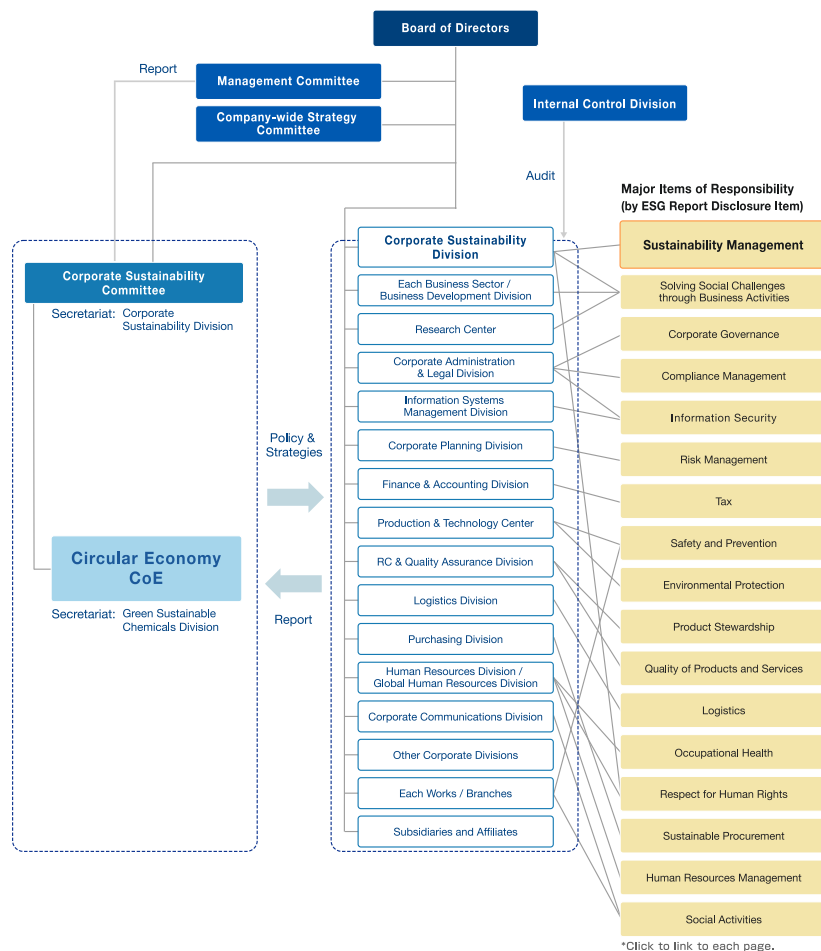 Board of Directors
Report
Management Committee
Company-wide Strategy
Committee
Internal Control Division
Audit
Major Items of Responsibility
(by ESG Report Disclosure Item)
Corporate Sustainability
Committee
Secretariat: Corporate
Sustainability Division
Circular Economy
CoE
Secretariat: Green Sustainable
Chemicals Division
Policy &
Strategies
Report
Corporate Sustainability
Division
Each Business Sector /
Business Development Division
Research Center
Corporate Administration
& Legal Division
Information Systems
Management Division
Corporate Planning Division
Finance & Accounting Division
Production & Technology Center
RC & Quality Assurance Division
Logistics Division
Purchasing Division
Human Resources Division /
Global Human Resources Division
Corporate Communications Division
Other Corporate Divisions
Each Works / Branches
Subsidiaries and Affiliates
Sustainability Management
Solving Social Challenges
through Business Activities
Corporate Governance
Compliance Management
Information Security
Risk Management
Tax
Safety and Prevention
Environmental Protection
Product Stewardship
Quality of Products and Services
Logistics
Occupational Health
Respect for Human Rights
Sustainable Procurement
Human Resources Management
Social Activities
*Click to link to each page.